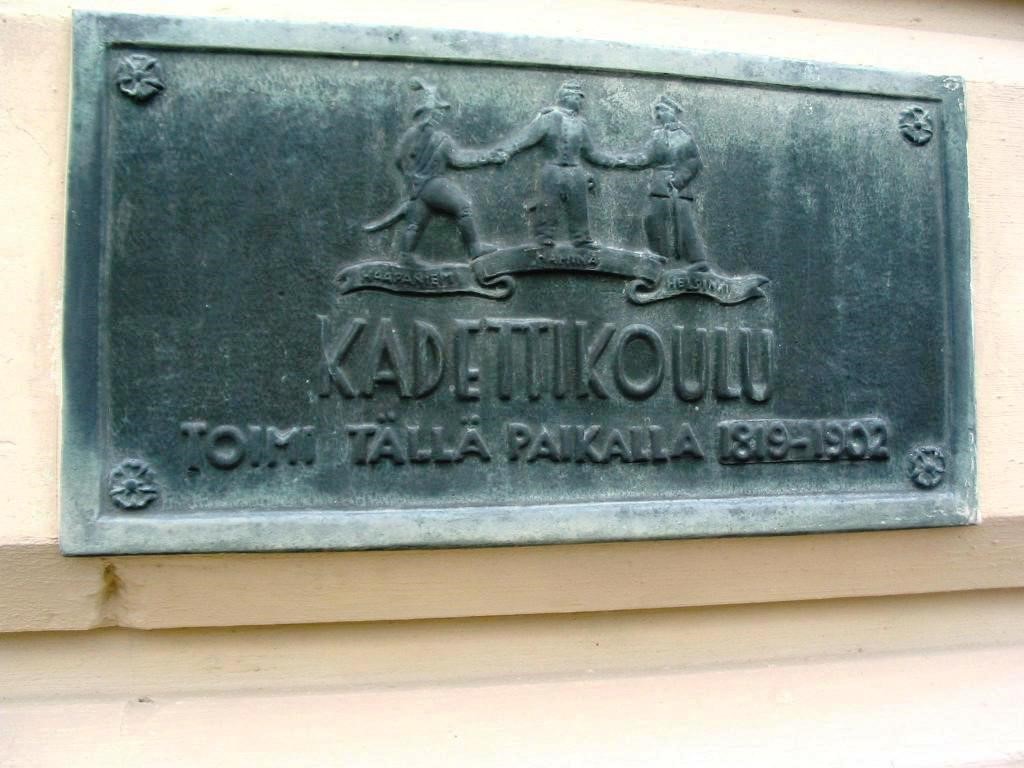 HAAPANIEMI
HAMINA
HELSINKI
KADETTIKOULU
TOIMI TÄLLÄ PAIKALLA 1819-1902